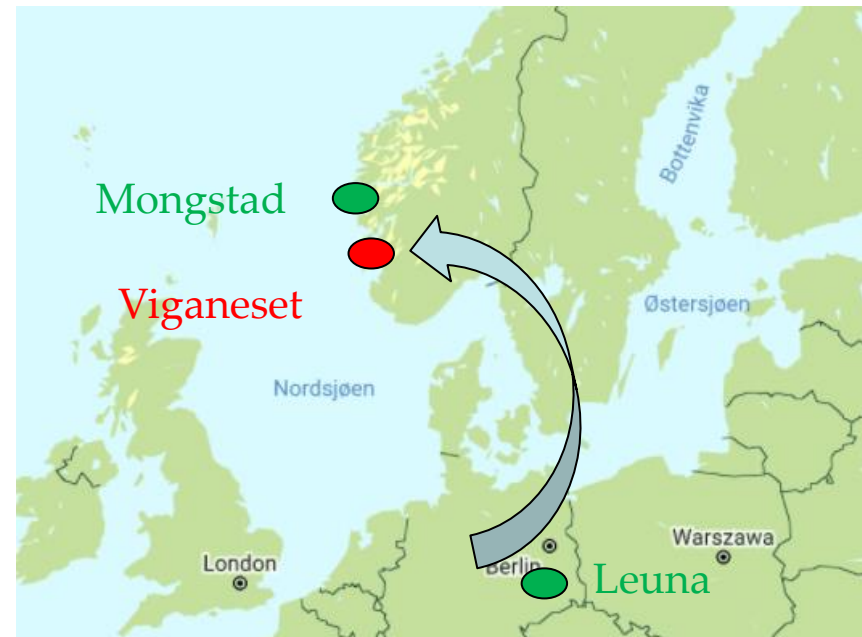 Bottenvika
Mongstad
Viganeset
Østersjøen
Nordsjøen
Warszawa
London
Berlin
Leuna